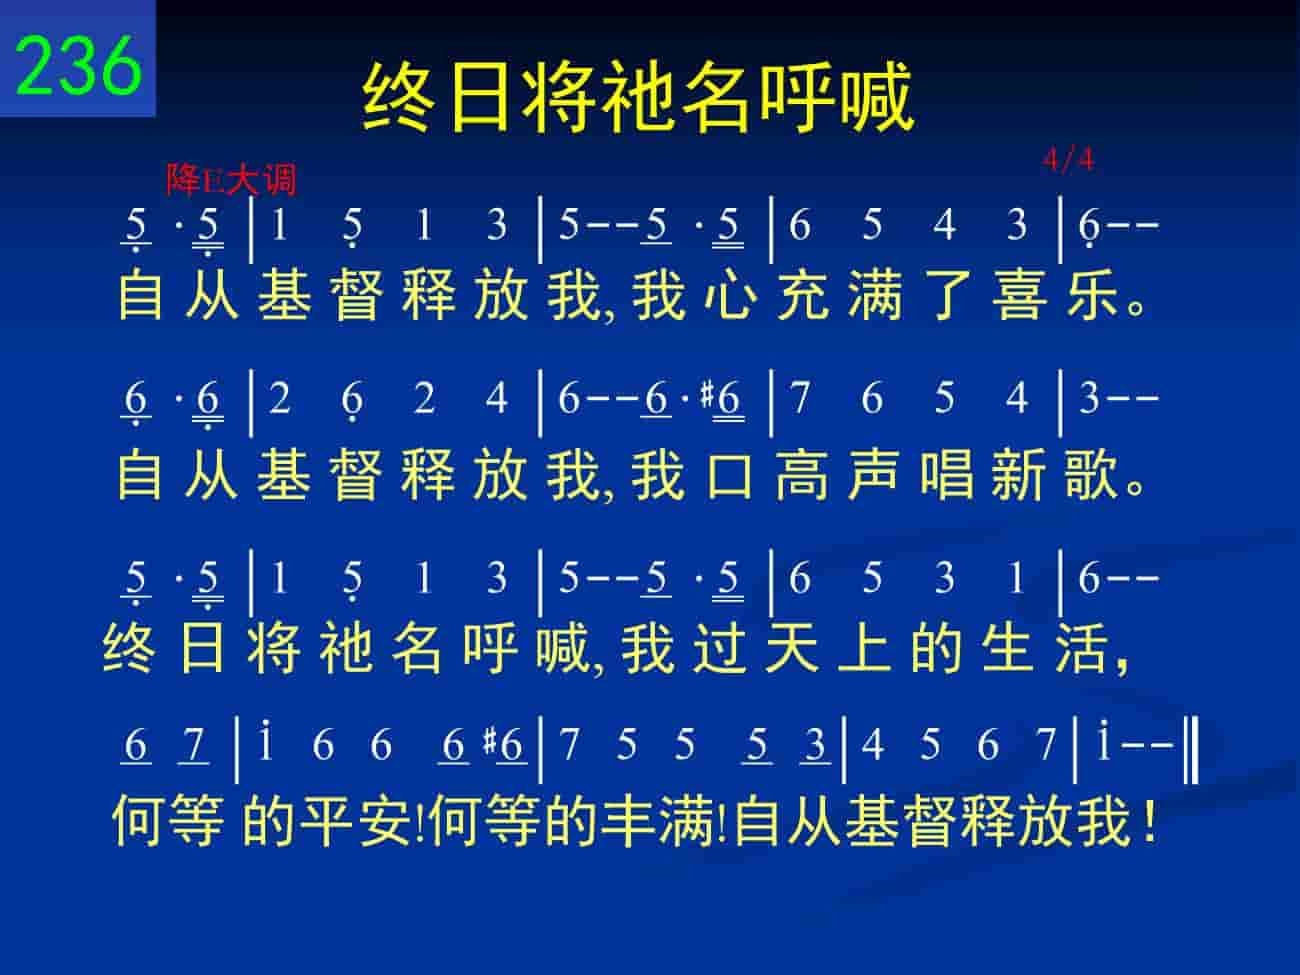 236
终日将祂名呼喊
降E大调
4/4
5 · 5 | 1 5 1 3 | 5--5 · 5 | 6 5 4 3 | 6--
自从基督释放我,我心充满了喜乐。
6 · 6 | 2 6 2 4 | 6--6 · #6 | 7 6 5 4 | 3--
自从基督释放我,我口高声唱新歌。
5 · 5 | 1 5 1 3 | 5--5 · 5 | 6 5 3 1 | 6--
终日将祂名呼喊,我过天上的生活，
6 7 | i 6 6 6 #6 | 7 5 5 5 3 | 4 5 6 7 | i--‖
何等的平安!何等的丰满!自从基督释放我！